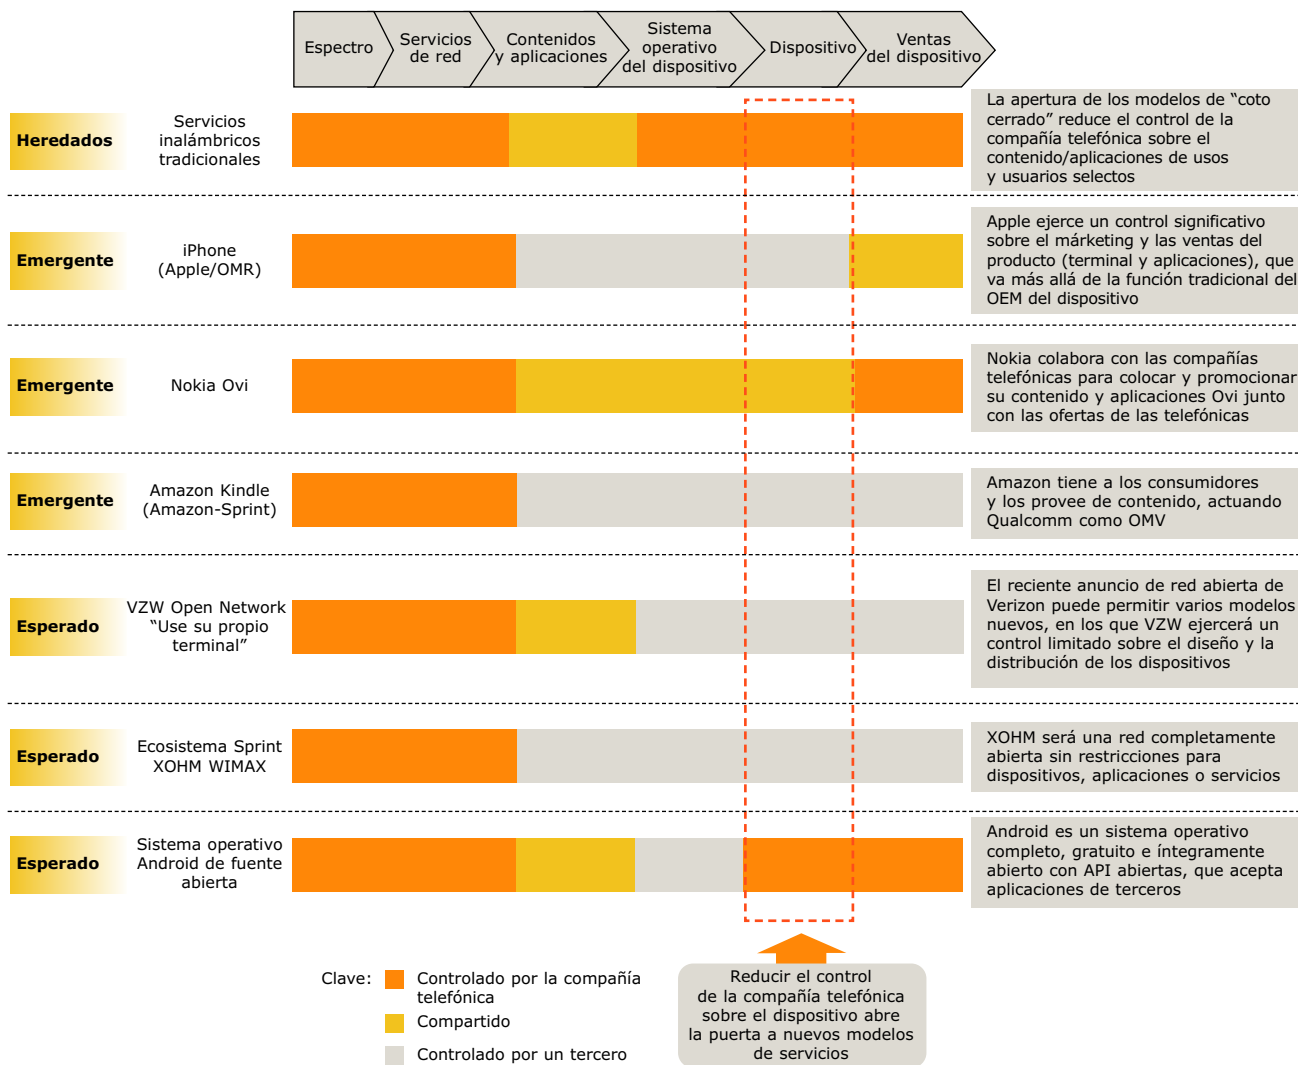 Espectro
Servicios
de red
Contenidos
y aplicaciones
Sistema
operativo
del dispositivo
Dispositivo
Ventas
del dispositivo
Heredados
Servicios
inalámbricos
tradicionales
La apertura de los modelos de “coto
cerrado” reduce el control de la
compañía telefónica sobre el
contenido/aplicaciones de usos
y usuarios selectos
Emergente
iPhone
(Apple/OMR)
Apple ejerce un control significativo
sobre el márketing y las ventas del
producto (terminal y aplicaciones), que
va más allá de la función tradicional del
OEM del dispositivo
Emergente
Nokia Ovi
Nokia colabora con las compañías
telefónicas para colocar y promocionar
su contenido y aplicaciones Ovi junto
con las ofertas de las telefónicas
Emergente
Amazon Kindle
(Amazon-Sprint)
Amazon tiene a los consumidores
y los provee de contenido, actuando
Qualcomm como OMV
Esperado
VZW Open Network
“Use su propio
terminal”
El reciente anuncio de red abierta de
Verizon puede permitir varios modelos
nuevos, en los que VZW ejercerá un
control limitado sobre el diseño y la
distribución de los dispositivos
Esperado
Ecosistema Sprint
XOHM WIMAX
XOHM será una red completamente
abierta sin restricciones para
dispositivos, aplicaciones o servicios
Esperado
Sistema operativo
Android de fuente
abierta
Android es un sistema operativo
completo, gratuito e íntegramente
abierto con API abiertas, que acepta
aplicaciones de terceros
Clave:
Controlado por la compañía
telefónica
Compartido
Controlado por un tercero
Reducir el control
de la compañía telefónica
sobre el dispositivo abre
la puerta a nuevos modelos
de servicios